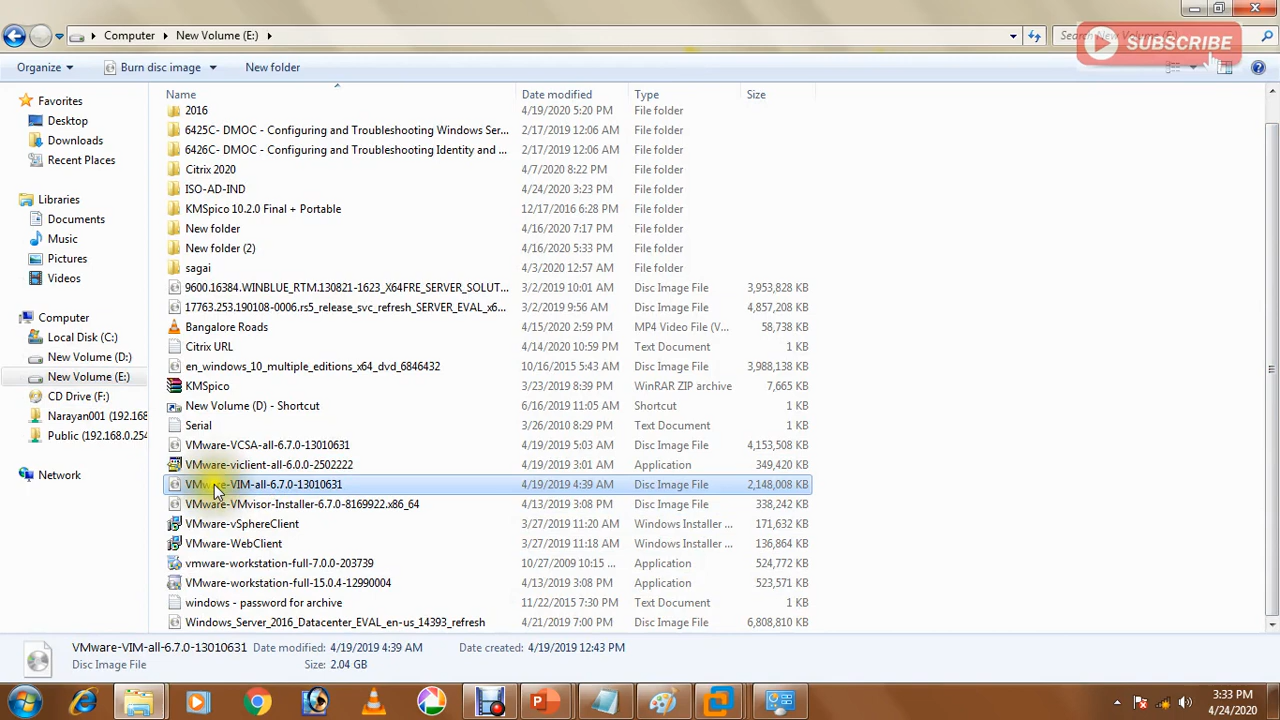 Computer
New Volume (E:)
SUBSCRIBE
Organize
Burn disc image
New folder
Name
Date modified
Type
Size
Favorites
Desktop
Downloads
Recent Places
Libraries
Documents
Music
Pictures
Videos
Computer
Local Disk (C:)
New Volume (D:)
New Volume (E:)
CD Drive (F:)
Narayan001 (192.168
Public (192.168.0.254
Network
2016 4/19/2020 5:20 PM File folder
6425C- DMOC - Configuring and Troubleshooting Windows Ser... 2/17/2019 12:06 AM File folder
6426C- DMOC - Configuring and Troubleshooting Identity and ... 2/17/2019 12:06 AM File folder
Citrix 2020 4/7/2020 8:22 PM File folder
ISO-AD-IND 4/24/2020 3:23 PM File folder
KMSpico 10.2.0 Final + Portable 12/17/2016 6:28 PM File folder
New folder 4/16/2020 7:17 PM File folder
New folder (2) 4/16/2020 5:33 PM File folder
sagai 4/3/2020 12:57 AM File folder
9600.16384.WINBLUE_RTM.130821-1623_X64FRE_SERVER_SOLUT... 3/2/2019 10:01 AM Disc Image File 3,953,828 KB
17763.253.190108-0006.rs5_release_svc_refresh_SERVER_EVAL_x6... 3/2/2019 9:56 AM Disc Image File 4,857,208 KB
Bangalore Roads 4/15/2020 2:59 PM MP4 Video File (V... 58,738 KB
Citrix URL 4/14/2020 10:59 PM Text Document 1 KB
en_windows_10_multiple_editions_x64_dvd_6846432 10/16/2015 5:43 AM Disc Image File 3,988,138 KB
KMSpico 3/23/2019 8:39 PM WinRAR ZIP archive 7,665 KB
New Volume (D) - Shortcut 6/16/2019 11:05 AM Shortcut 1 KB
Serial 3/26/2010 8:29 PM Text Document 1 KB
VMware-VCSA-all-6.7.0-13010631 4/19/2019 5:03 AM Disc Image File 4,153,508 KB
VMware-viclient-all-6.0.0-2502222 4/19/2019 3:01 AM Application 349,420 KB
VMware-VIM-all-6.7.0-13010631 4/19/2019 4:39 AM Disc Image File 2,148,008 KB
VMware-VMvisor-Installer-6.7.0-8169922.x86_64 4/13/2019 3:08 PM Disc Image File 338,242 KB
VMware-vSphereClient 3/27/2019 11:20 AM Windows Installer ... 171,632 KB
VMware-WebClient 3/27/2019 11:18 AM Windows Installer ... 136,864 KB
vmware-workstation-full-7.0.0-203739 10/27/2009 10:15 ... Application 524,772 KB
VMware-workstation-full-15.0.4-12990004 4/13/2019 3:08 PM Application 523,571 KB
windows - password for archive 11/22/2015 7:30 PM Text Document 1 KB
Windows_Server_2016_Datacenter_EVAL_en-us_14393_refresh 4/21/2019 7:00 PM Disc Image File 6,808,810 KB
VMware-VIM-all-6.7.0-13010631 Date modified: 4/19/2019 4:39 AM Date created: 4/19/2019 12:43 PM
Disc Image File Size: 2.04 GB
3:33 PM
4/24/2020